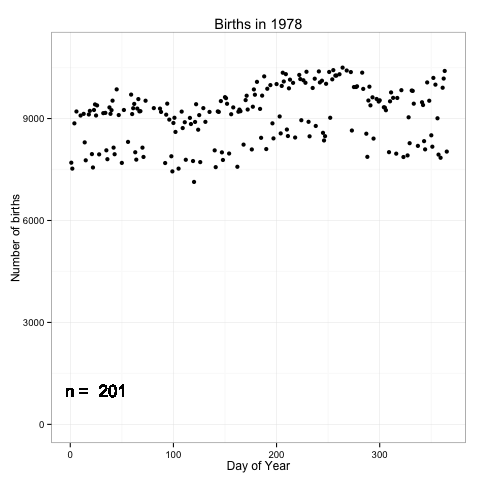 Births in 1978
Number of births
9000
6000
3000
0
n = 201
0 100 200 300
Day of Year